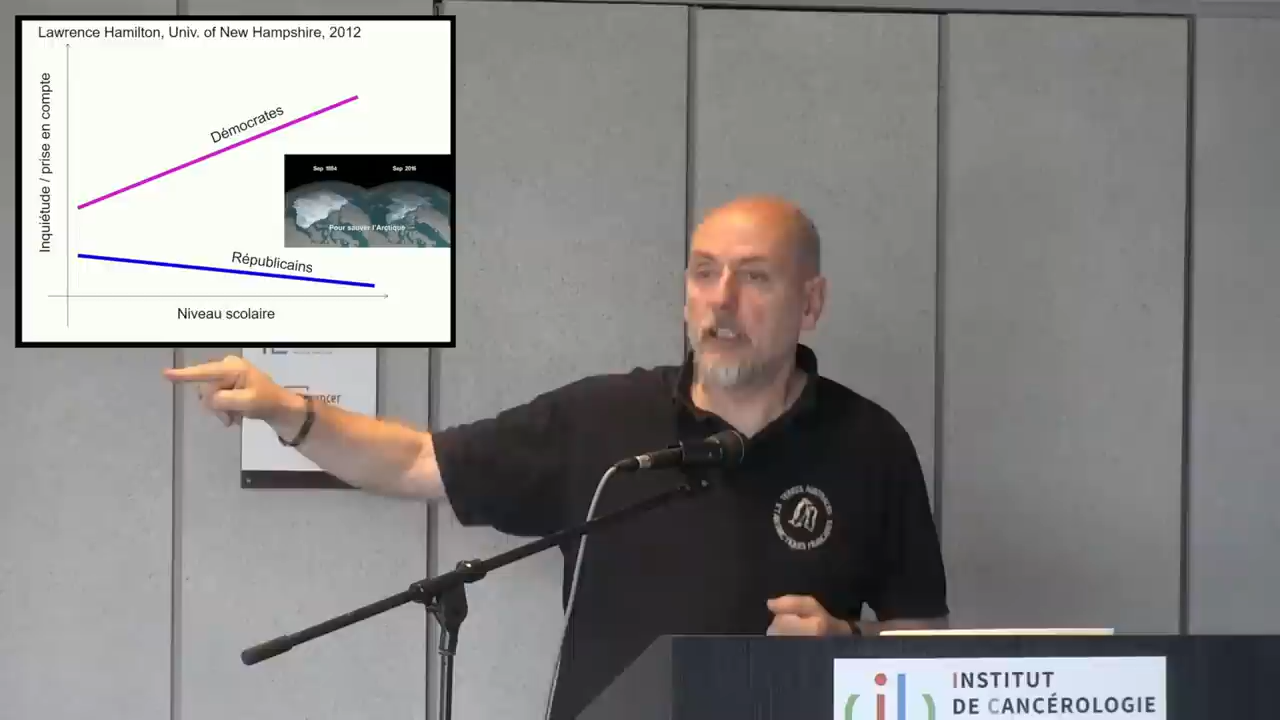 Lawrence Hamilton, Univ. of New Hampshire, 2012
Inquiétude / prise en compte
Démocrates
Sep 1984 Sep 2016
Pour sauver l'Arctique
Républicains
Niveau scolaire
INSTITUT
DE CANCÉROLOGIE